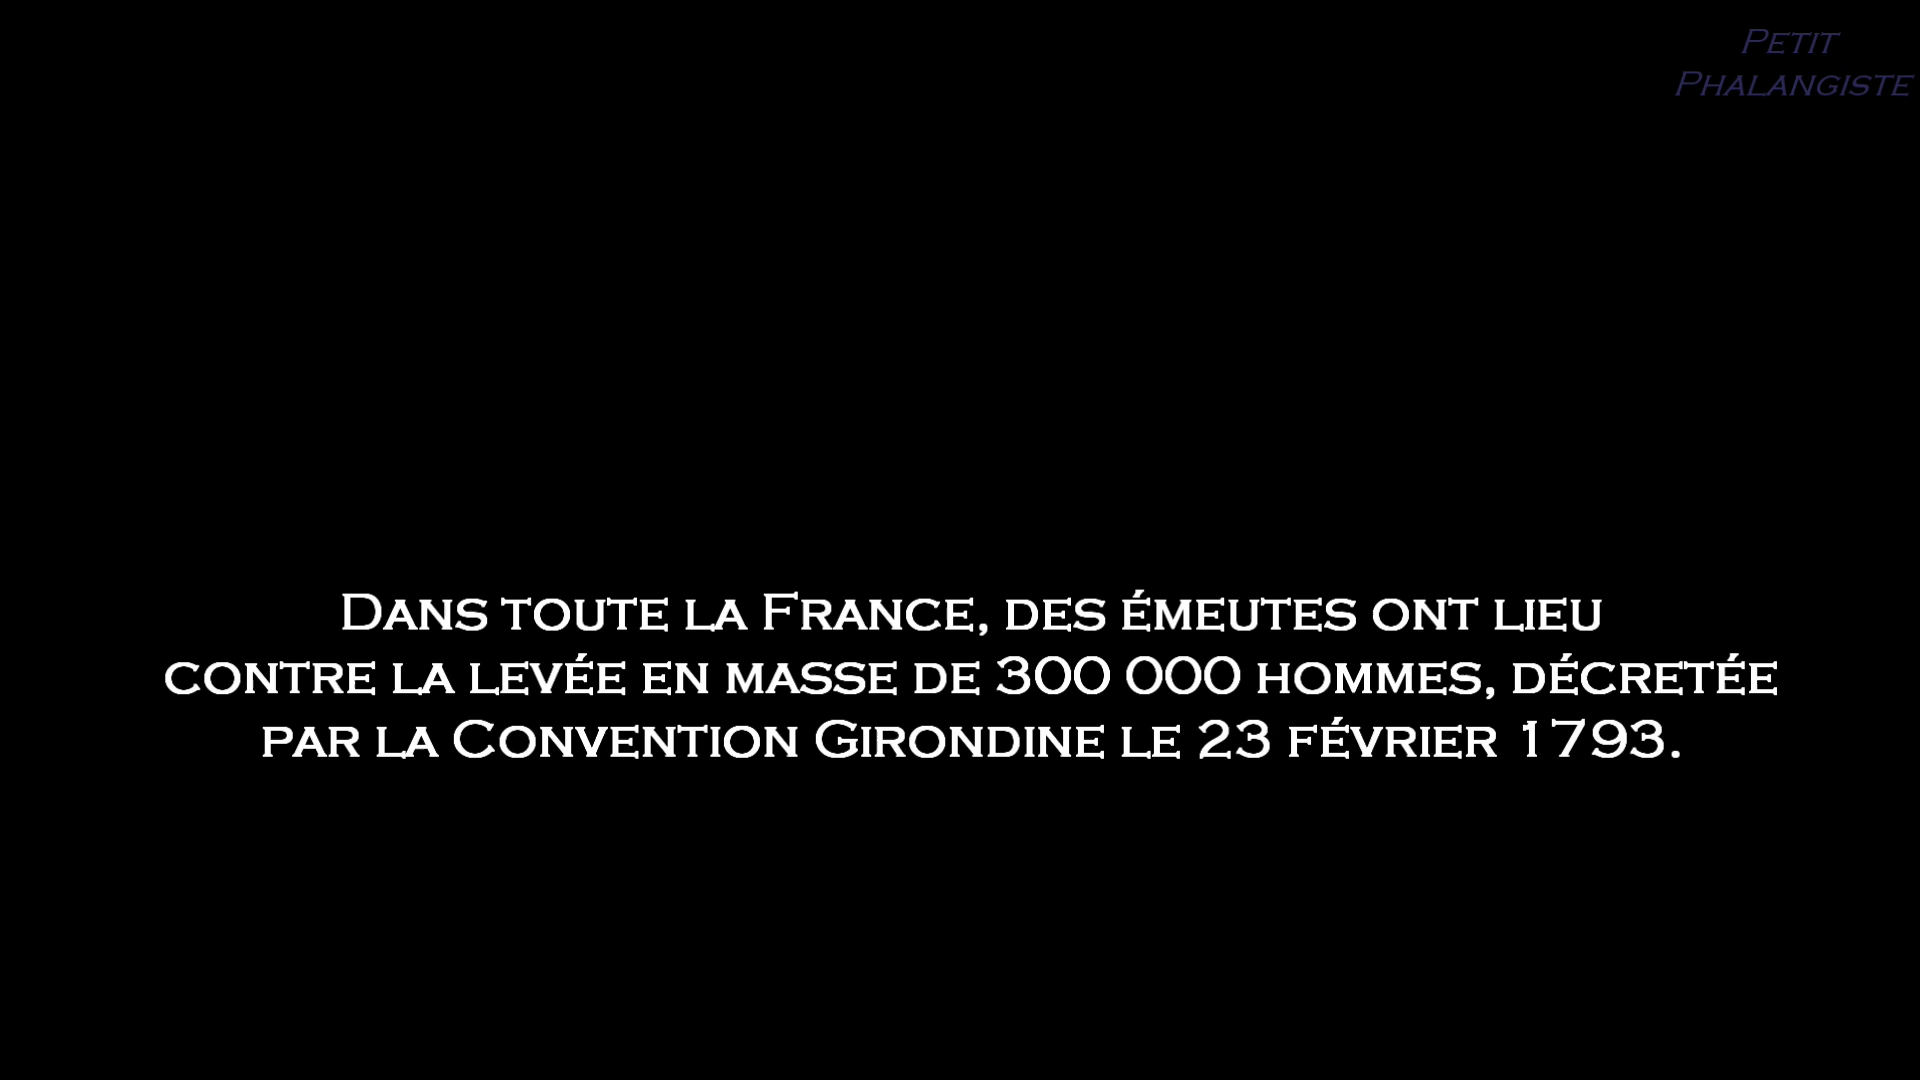 Petit
Phalangiste
Dans toute la France, des émeutes ont lieu
contre la levée en masse de 300 000 hommes, décretée
par la Convention Girondine le 23 février 1793.